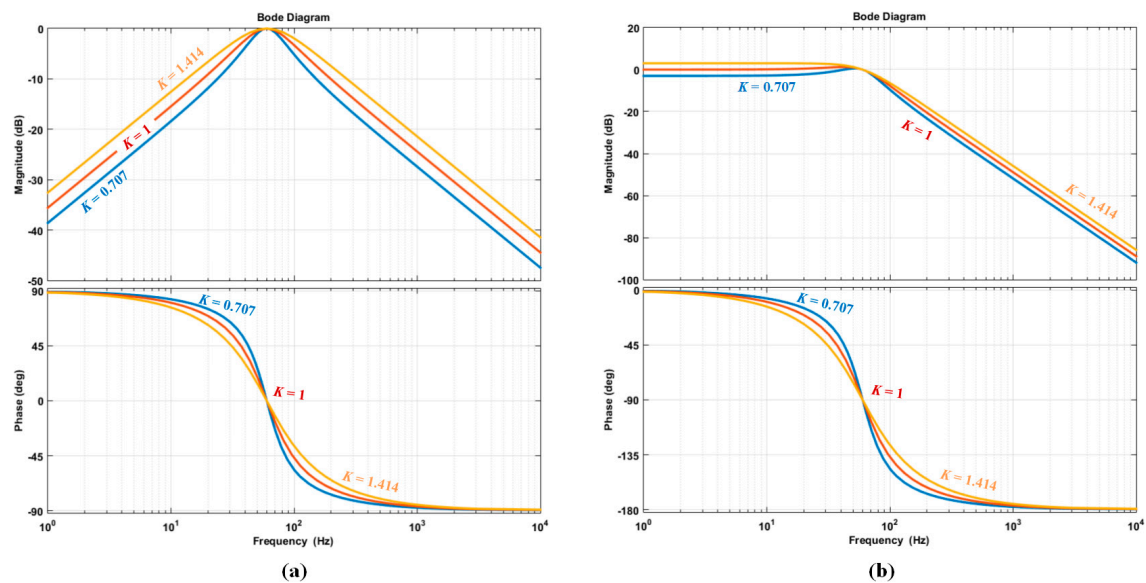 Bode Diagram
0
-10
-20
-30
-40
-50
Magnitude (dB)
K = 1.414
K = 1
K = 0.707
90
45
0
-45
-90
Phase (deg)
K = 0.707
K = 1
K = 1.414
10^0
10^1
10^2
10^3
10^4
Frequency (Hz)
(a)
Bode Diagram
20
0
-20
-40
-60
-80
-100
Magnitude (dB)
K = 0.707
K = 1
K = 1.414
0
-45
-90
-135
-180
Phase (deg)
K = 0.707
K = 1
K = 1.414
10^0
10^1
10^2
10^3
10^4
Frequency (Hz)
(b)